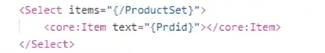 <Select items="{/ProductSet}">
<core:Item text="{Prdid}"></core:Item>
</Select>